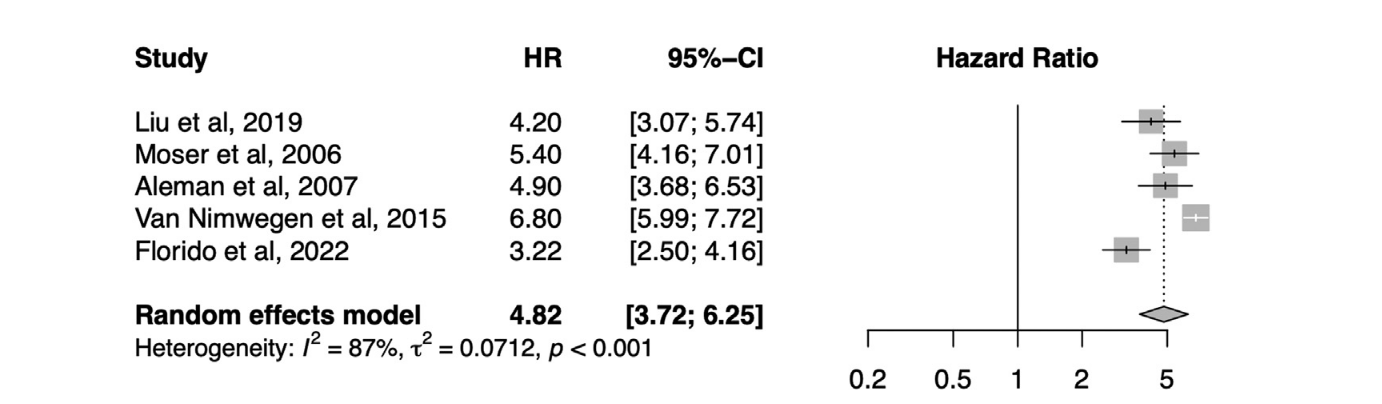 Study HR 95%−CI Hazard Ratio
Liu et al, 2019 4.20 [3.07; 5.74]
Moser et al, 2006 5.40 [4.16; 7.01]
Aleman et al, 2007 4.90 [3.68; 6.53]
Van Nimwegen et al, 2015 6.80 [5.99; 7.72]
Florido et al, 2022 3.22 [2.50; 4.16]
Random effects model 4.82 [3.72; 6.25]
Heterogeneity: I² = 87%, τ² = 0.0712, p < 0.001
0.2 0.5 1 2 5